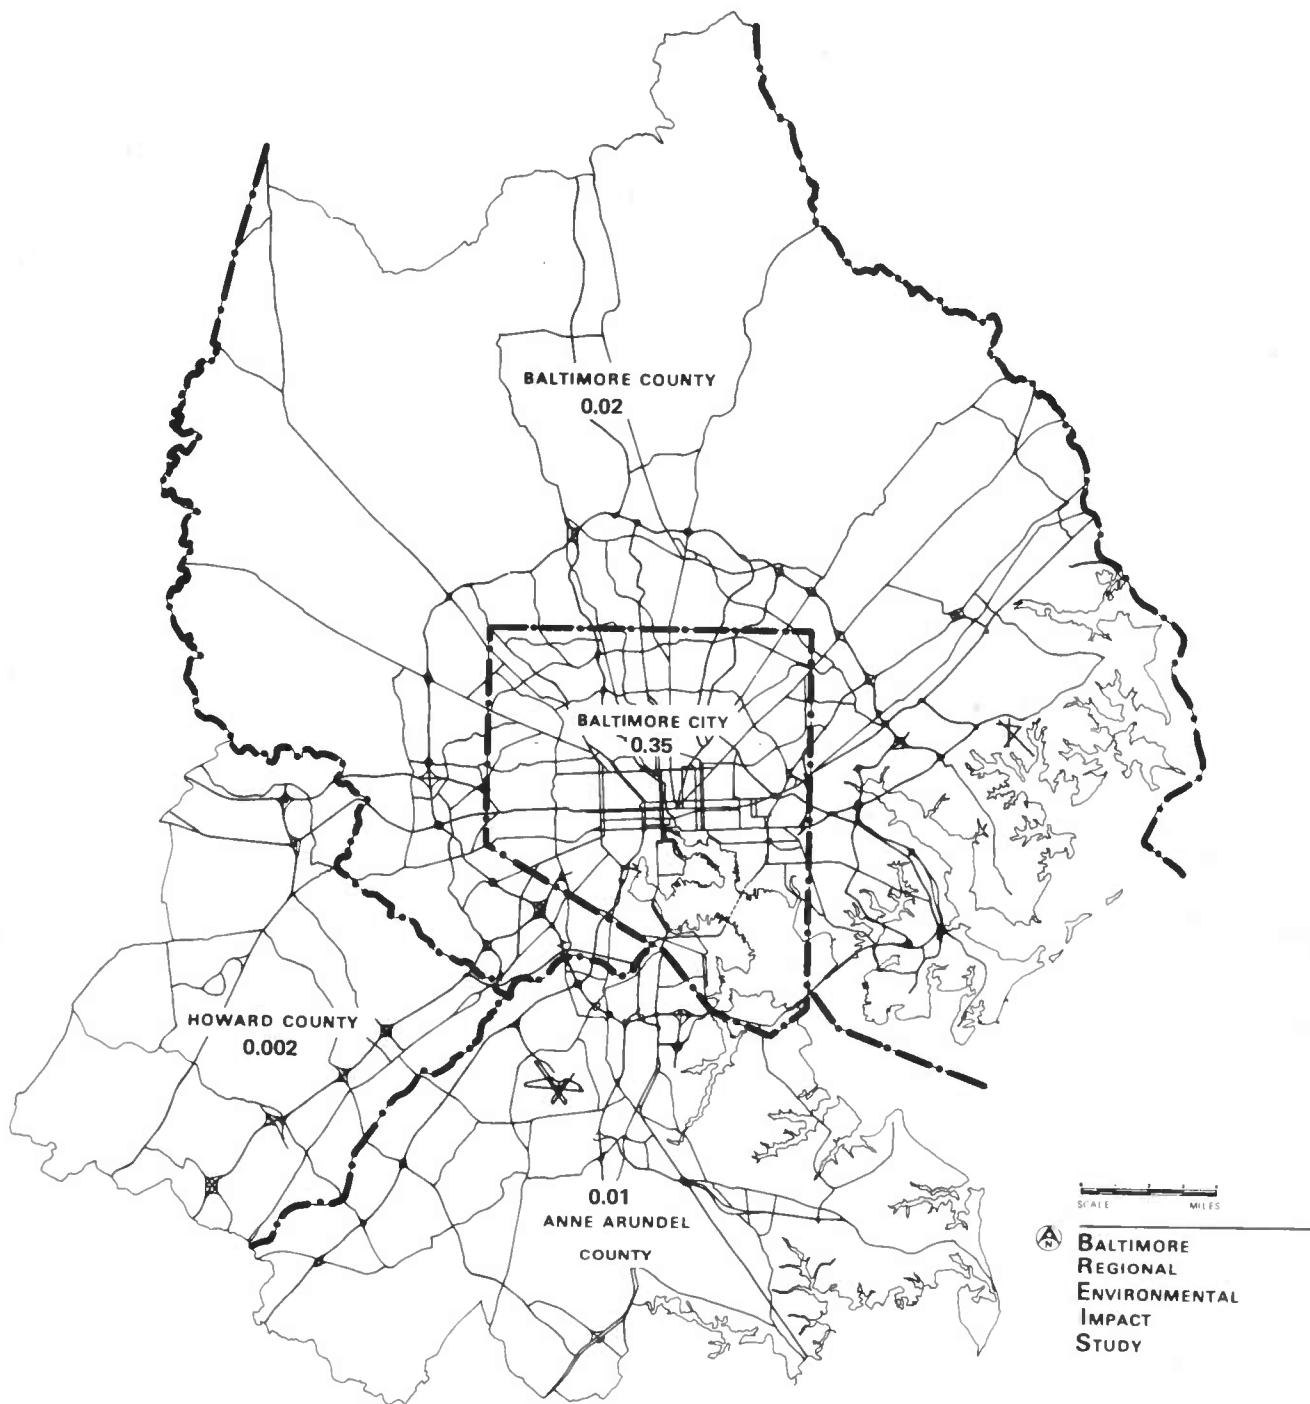 BALTIMORE COUNTY
0.02
BALTIMORE CITY
0.35
HOWARD COUNTY
0.002
0.01
ANNE ARUNDEL
COUNTY
SCALE MILES
N
BALTIMORE
REGIONAL
ENVIRONMENTAL
IMPACT
STUDY